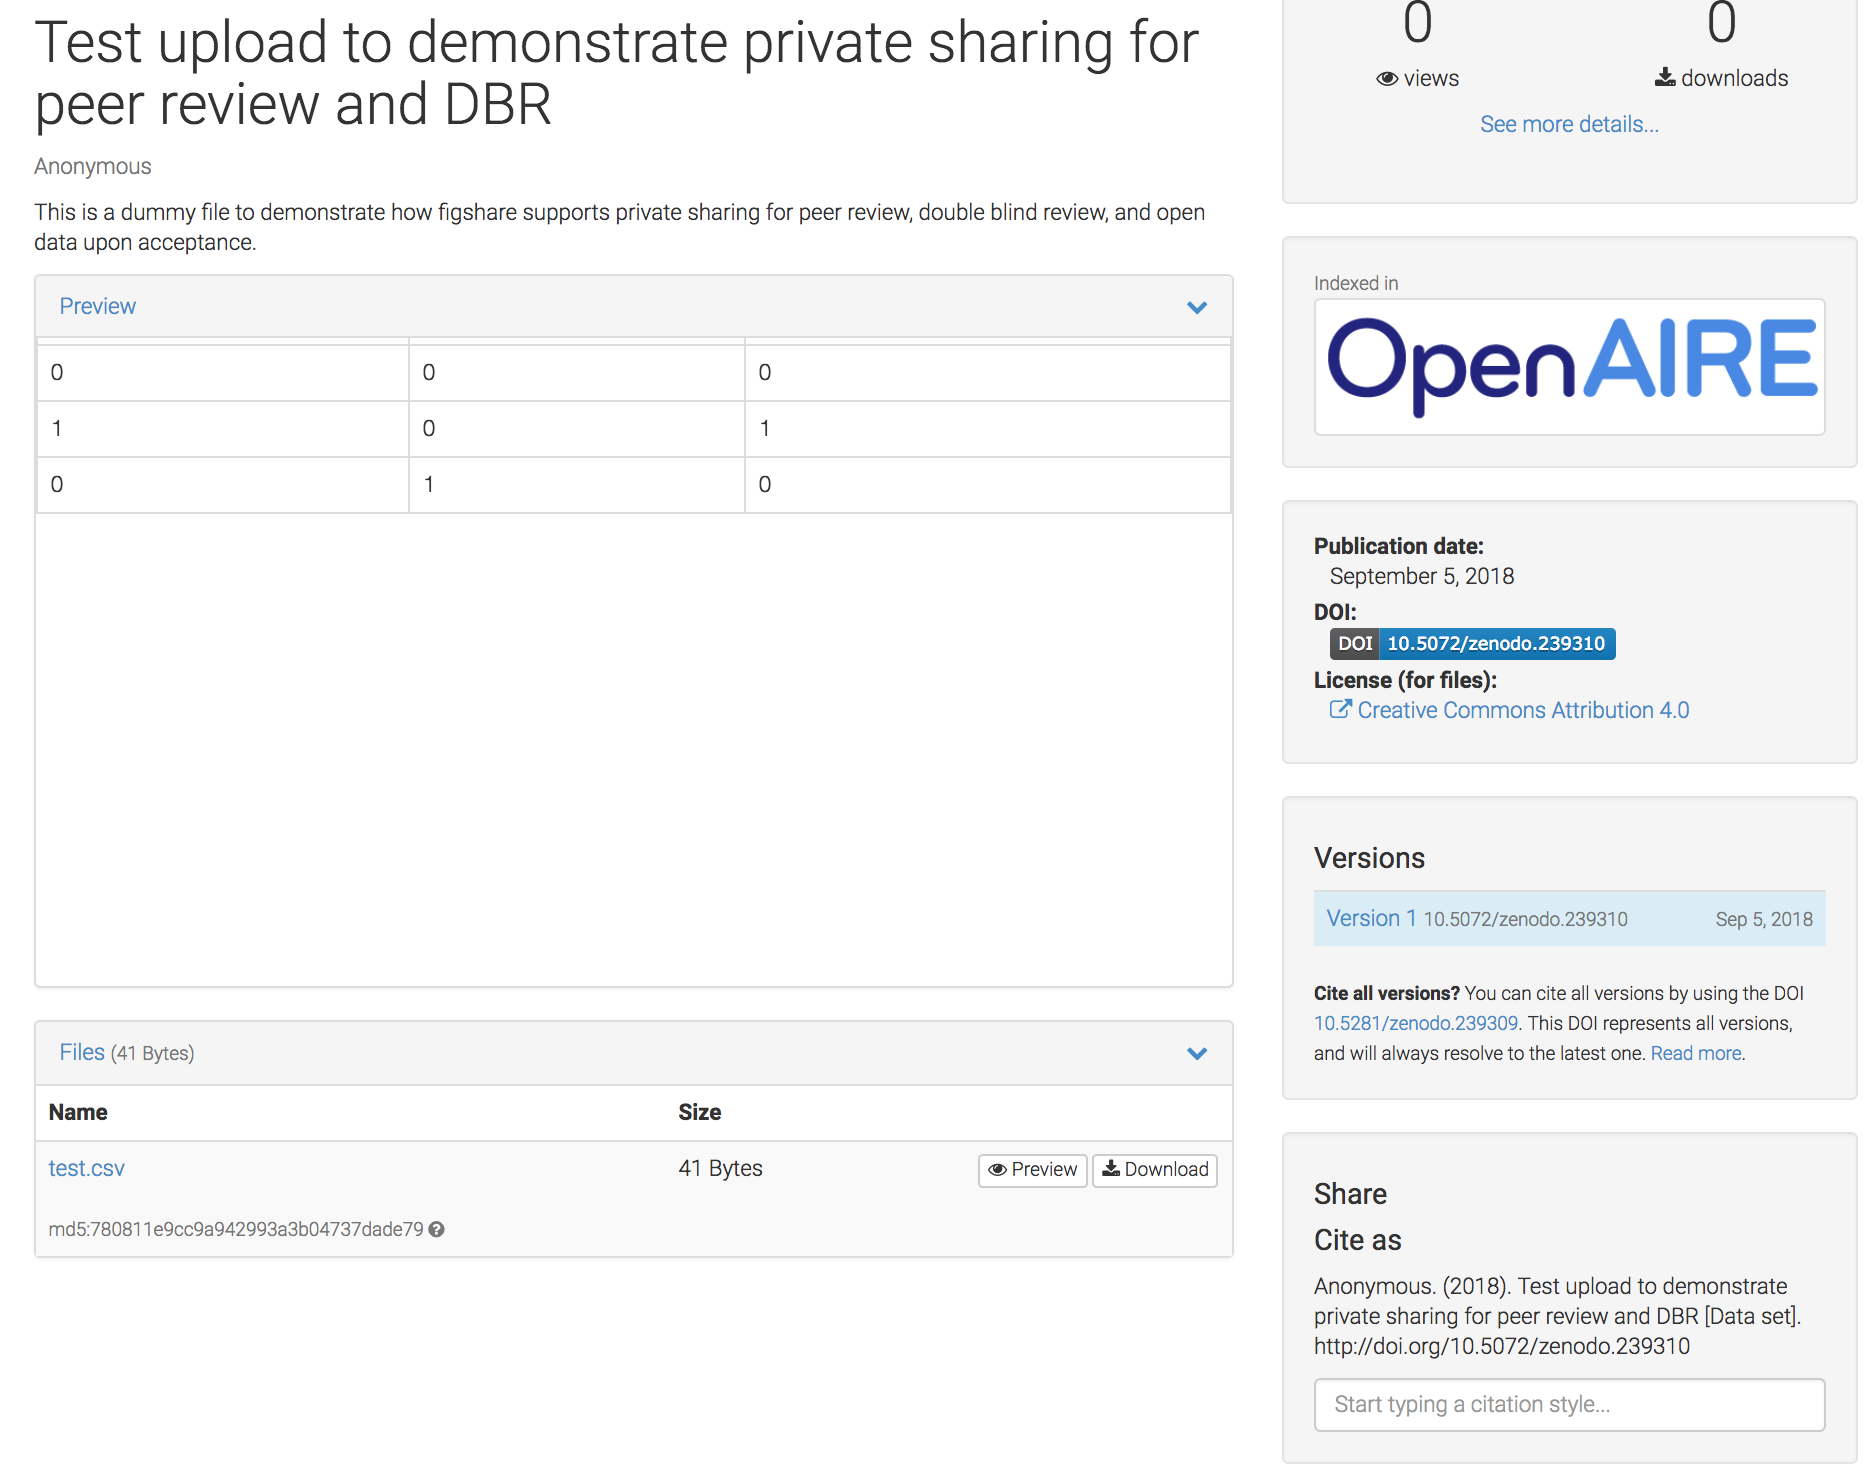 Test upload to demonstrate private sharing for
peer review and DBR
Anonymous
This is a dummy file to demonstrate how figshare supports private sharing for peer review, double blind review, and open
data upon acceptance.
Preview
0 0 0
1 0 1
0 1 0
Files (41 Bytes)
Name Size
test.csv 41 Bytes Preview Download
md5:780811e9cc9a942993a3b04737dade79
0 0
views downloads
See more details...
Indexed in
OpenAIRE
Publication date:
September 5, 2018
DOI:
DOI 10.5072/zenodo.239310
License (for files):
Creative Commons Attribution 4.0
Versions
Version 1 10.5072/zenodo.239310 Sep 5, 2018
Cite all versions? You can cite all versions by using the DOI
10.5281/zenodo.239309. This DOI represents all versions,
and will always resolve to the latest one. Read more.
Share
Cite as
Anonymous. (2018). Test upload to demonstrate
private sharing for peer review and DBR [Data set].
http://doi.org/10.5072/zenodo.239310
Start typing a citation style...